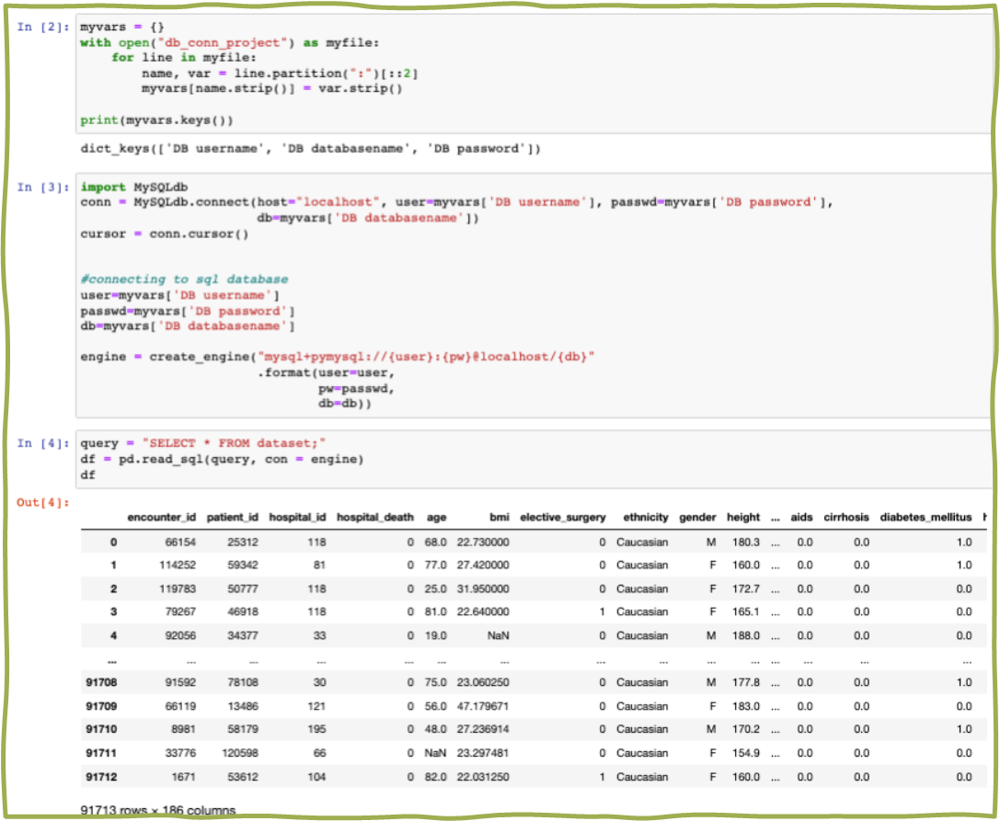 In [2]: myvars = {}
with open("db_conn_project") as myfile:
    for line in myfile:
        name, var = line.partition(":")[::2]
        myvars[name.strip()] = var.strip()
print(myvars.keys())
dict_keys(['DB username', 'DB databasename', 'DB password'])
In [3]: import MySQLdb
conn = MySQLdb.connect(host="localhost", user=myvars['DB username'], passwd=myvars['DB password'],
                       db=myvars['DB databasename'])
cursor = conn.cursor()
#connecting to sql database
user=myvars['DB username']
passwd=myvars['DB password']
db=myvars['DB databasename']
engine = create_engine("mysql+pymysql://{user}:{pw}@localhost/{db}"
                       .format(user=user,
                               pw=passwd,
                               db=db))
In [4]: query = "SELECT * FROM dataset;"
df = pd.read_sql(query, con = engine)
df
Out[4]:
encounter_id patient_id hospital_id hospital_death age bmi elective_surgery ethnicity gender height ... aids cirrhosis diabetes_mellitus
0 66154 25312 118 0 68.0 22.730000 0 Caucasian M 180.3 ... 0.0 0.0 1.0
1 114252 59342 81 0 77.0 27.420000 0 Caucasian F 160.0 ... 0.0 0.0 1.0
2 119783 50777 118 0 25.0 31.950000 0 Caucasian F 172.7 ... 0.0 0.0 0.0
3 79267 46918 118 0 81.0 22.640000 1 Caucasian F 165.1 ... 0.0 0.0 0.0
4 92056 34377 33 0 19.0 NaN 0 Caucasian M 188.0 ... 0.0 0.0 0.0
... ... ... ... ... ... ... ... ... ... ... ... ... ... ...
91708 91592 78108 30 0 75.0 23.060250 0 Caucasian M 177.8 ... 0.0 0.0 1.0
91709 66119 13486 121 0 56.0 47.179671 0 Caucasian F 183.0 ... 0.0 0.0 0.0
91710 8981 58179 195 0 48.0 27.236914 0 Caucasian M 170.2 ... 0.0 0.0 1.0
91711 33776 120598 66 0 NaN 23.297481 0 Caucasian F 154.9 ... 0.0 0.0 0.0
91712 1671 53612 104 0 82.0 22.031250 1 Caucasian F 160.0 ... 0.0 0.0 0.0
91713 rows × 186 columns